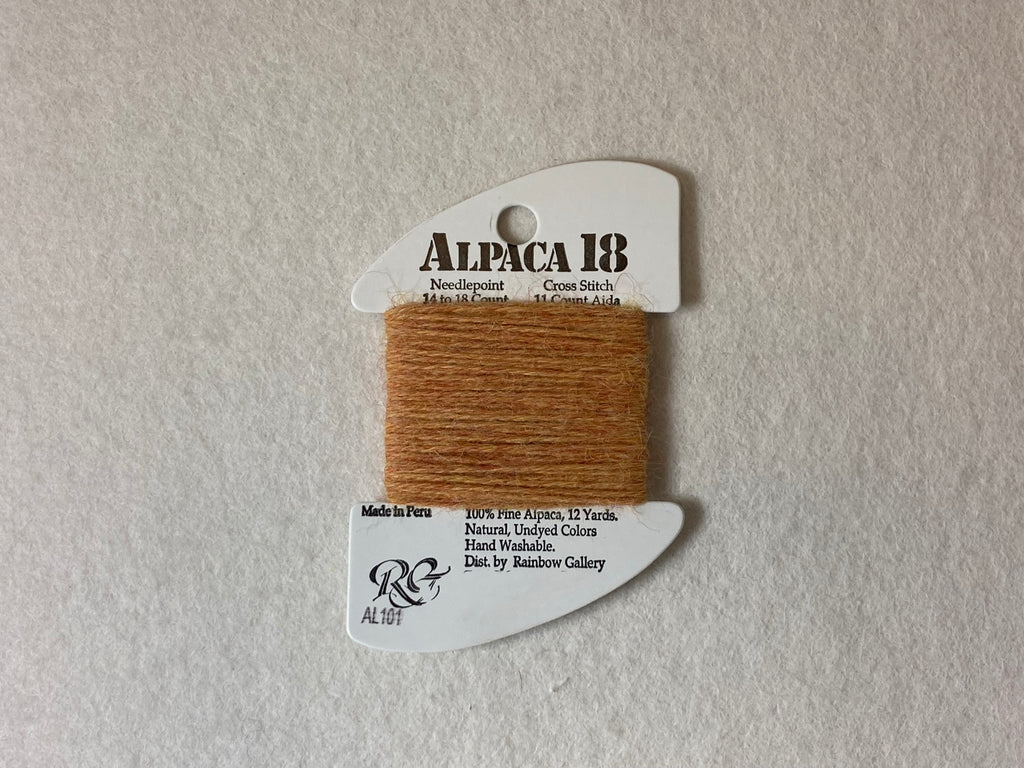 ALPACA 18
Needlepoint Cross Stitch
14 to 18 Count 11 Count Aida
Made in Peru
100% Fine Alpaca, 12 Yards.
Natural, Undyed Colors
Hand Washable.
Dist. by Rainbow Gallery
RG
AL101